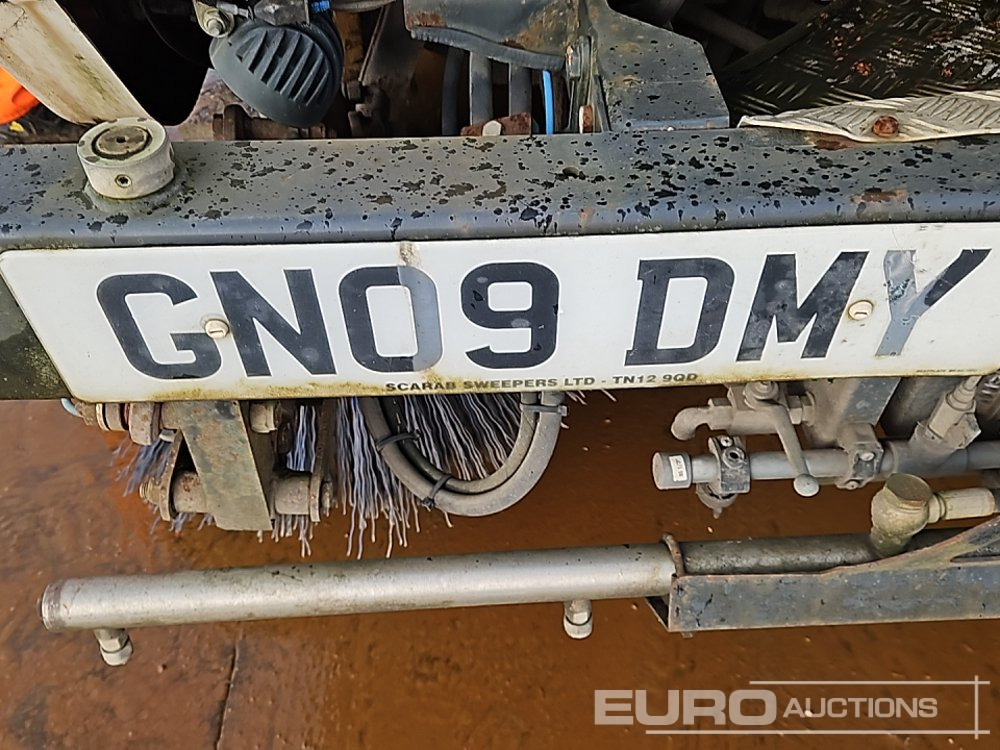 GN09 DMY
SCARAB SWEEPERS LTD - TN12 9QD
EURO AUCTIONS